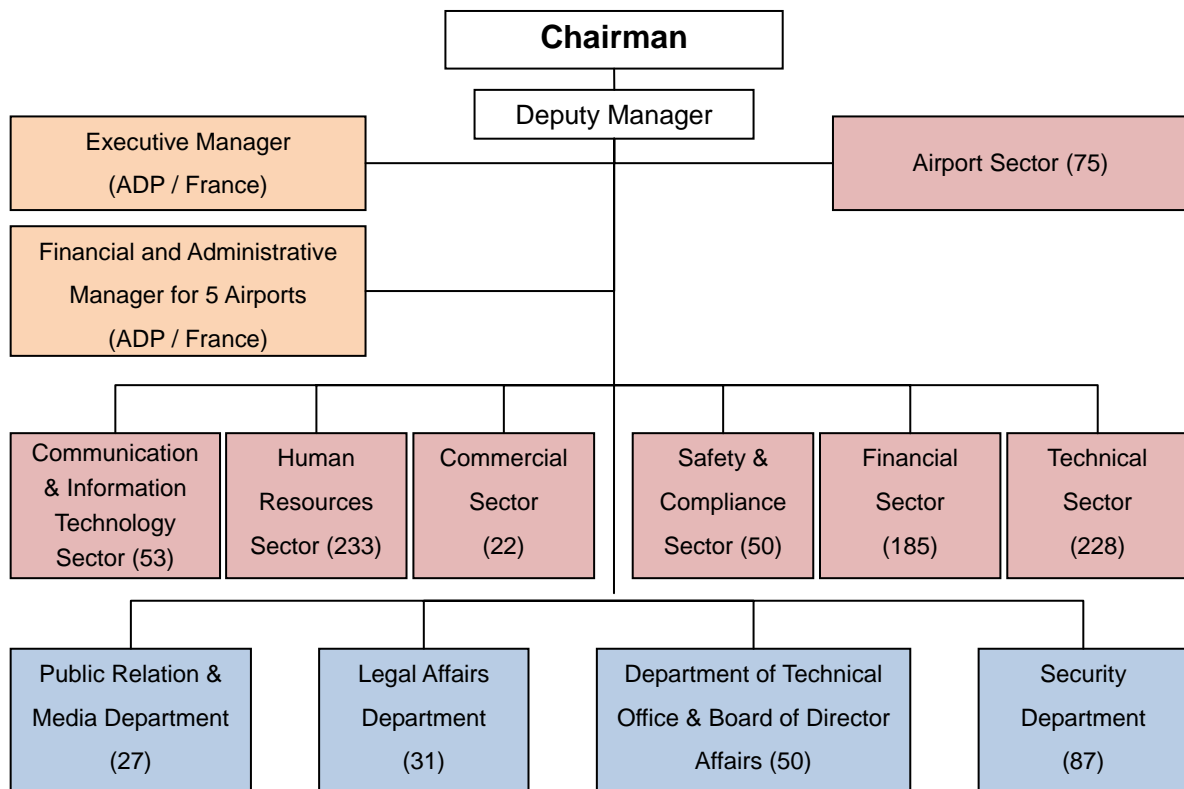 Chairman
Deputy Manager
Executive Manager
(ADP / France)
Airport Sector (75)
Financial and Administrative
Manager for 5 Airports
(ADP / France)
Communication
& Information
Technology
Sector (53)
Human
Resources
Sector (233)
Commercial
Sector
(22)
Safety &
Compliance
Sector (50)
Financial
Sector
(185)
Technical
Sector
(228)
Public Relation &
Media Department
(27)
Legal Affairs
Department
(31)
Department of Technical
Office & Board of Director
Affairs (50)
Security
Department
(87)